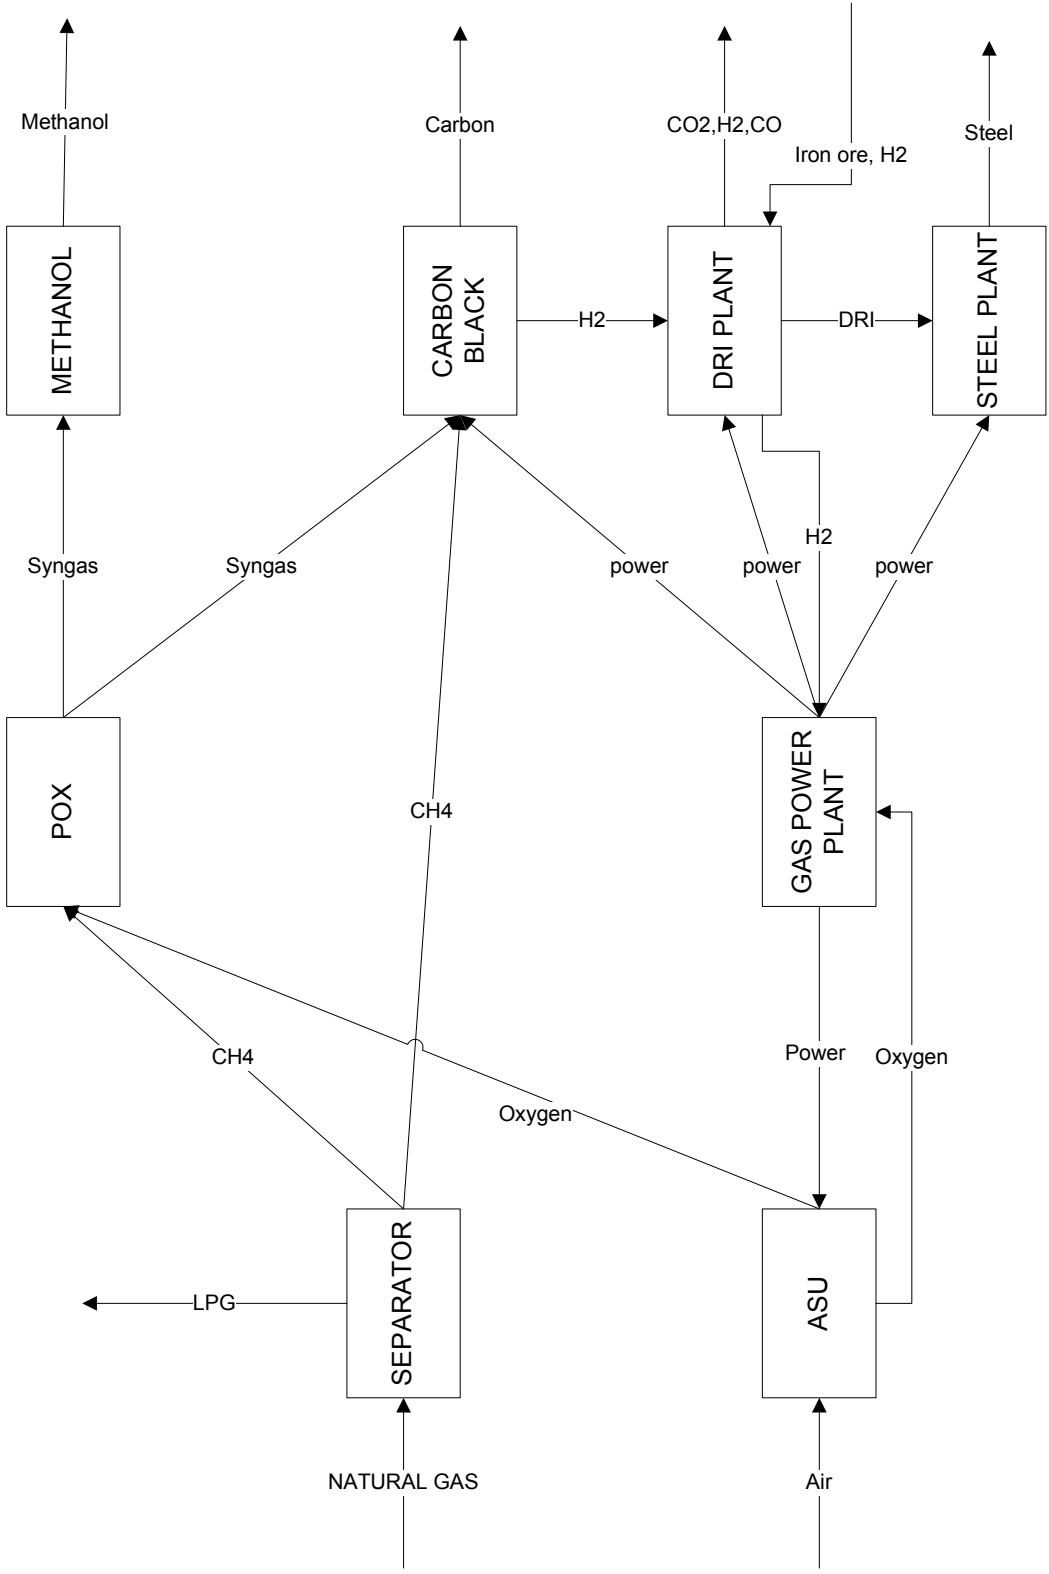 Methanol
Carbon
CO2,H2,CO
Steel
Iron ore, H2
METHANOL
CARBON
BLACK
DRI PLANT
STEEL PLANT
H2
DRI
H2
Syngas
Syngas
power
power
power
POX
GAS POWER
PLANT
CH4
CH4
Power
Oxygen
Oxygen
SEPARATOR
ASU
LPG
NATURAL GAS
Air